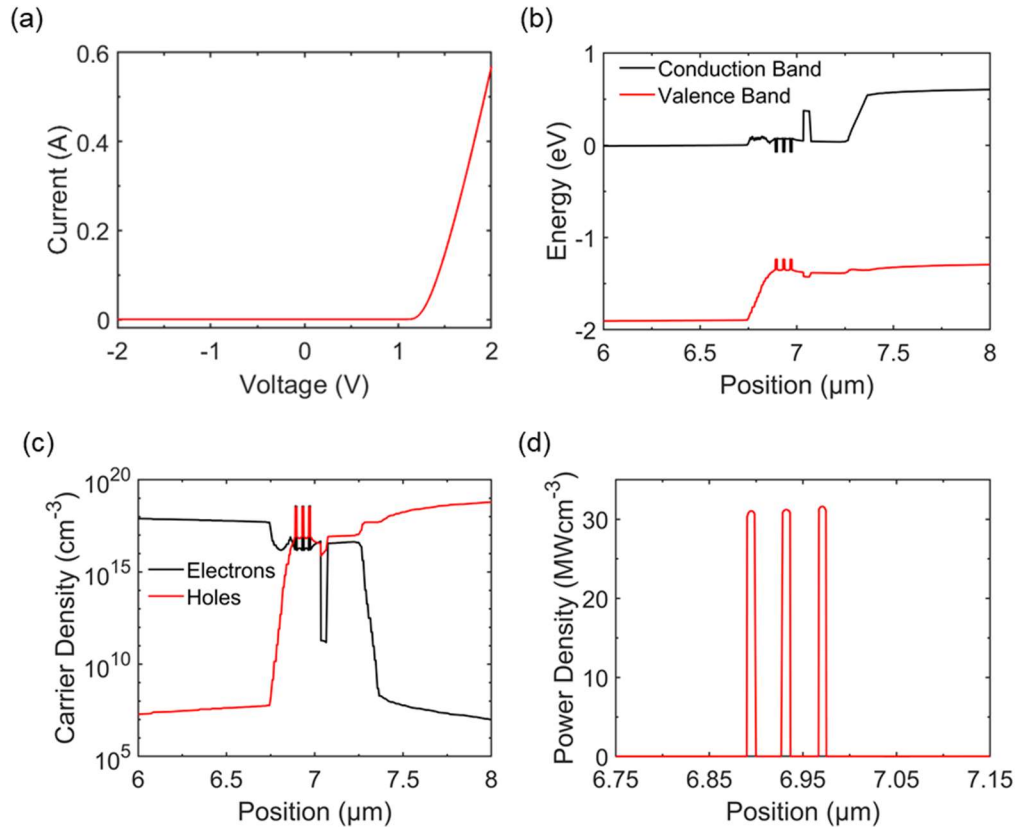 (a)
0.6
0.4
0.2
0
Current (A)
-2
-1
0
1
2
Voltage (V)
(b)
1
0
-1
-2
Energy (eV)
Conduction Band
Valence Band
6
6.5
7
7.5
8
Position (μm)
(c)
10^20
10^15
10^10
10^5
Carrier Density (cm^-3)
Electrons
Holes
6
6.5
7
7.5
8
Position (μm)
(d)
30
20
10
0
Power Density (MWcm^-3)
6.75
6.85
6.95
7.05
7.15
Position (μm)